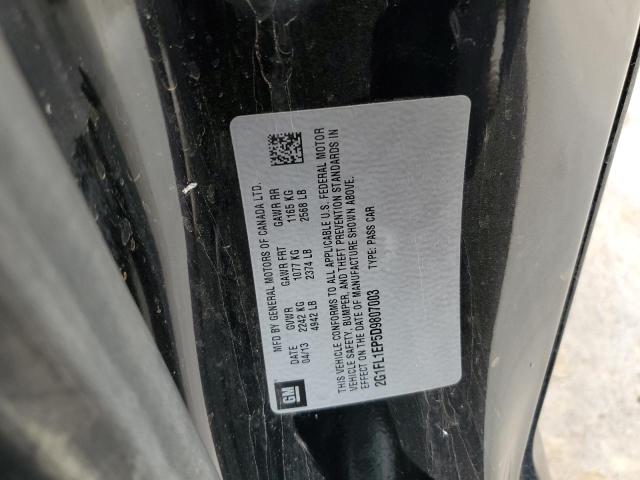 MFD BY GENERAL MOTORS OF CANADA LTD.
DATE GVWR GAWR FRT GAWR RR
04/13 2242 KG 1077 KG 1165 KG
4942 LB 2374 LB 2568 LB
THIS VEHICLE CONFORMS TO ALL APPLICABLE U.S. FEDERAL MOTOR
VEHICLE SAFETY, BUMPER, AND THEFT PREVENTION STANDARDS IN
EFFECT ON THE DATE OF MANUFACTURE SHOWN ABOVE.
2G1FL1EP5D9807003 TYPE: PASS CAR
GM